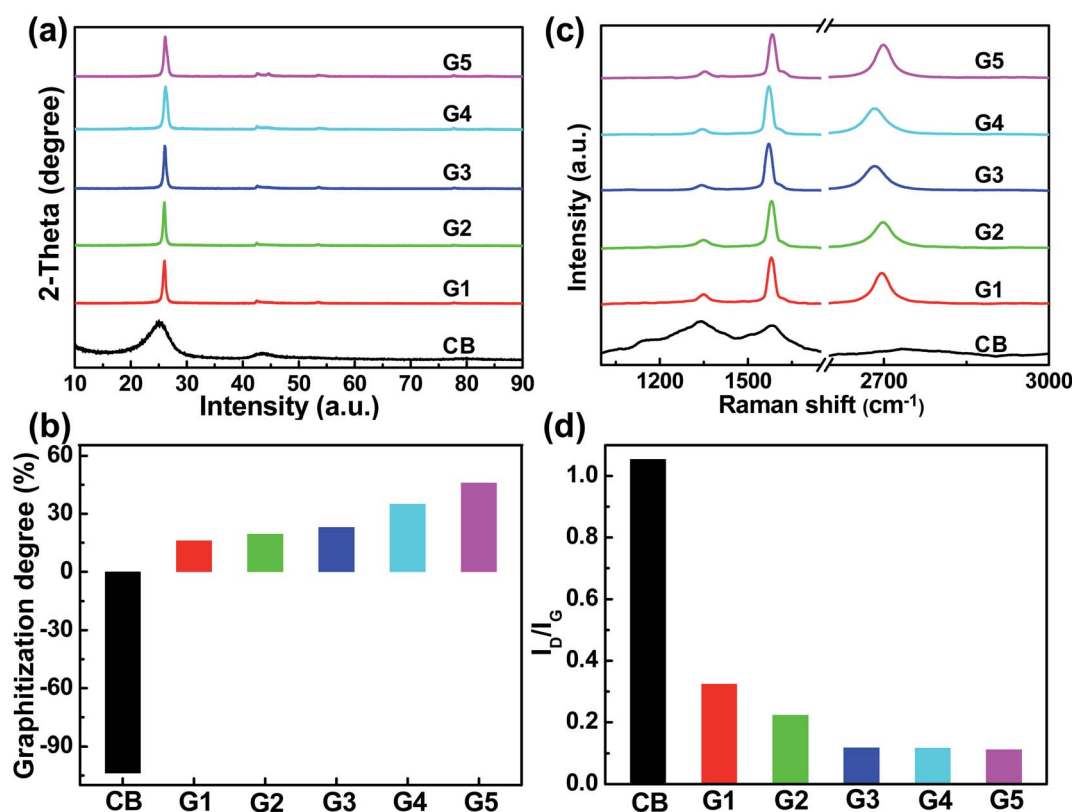 (a)
2-Theta (degree)
G5
G4
G3
G2
G1
CB
10 20 30 40 50 60 70 80 90
Intensity (a.u.)
(c)
Intensity (a.u.)
G5
G4
G3
G2
G1
CB
1200 1500 2700 3000
Raman shift (cm⁻¹)
(b)
Graphitization degree (%)
60
30
0
-30
-60
-90
CB G1 G2 G3 G4 G5
(d)
I_D/I_G
1.0
0.8
0.6
0.4
0.2
0.0
CB G1 G2 G3 G4 G5